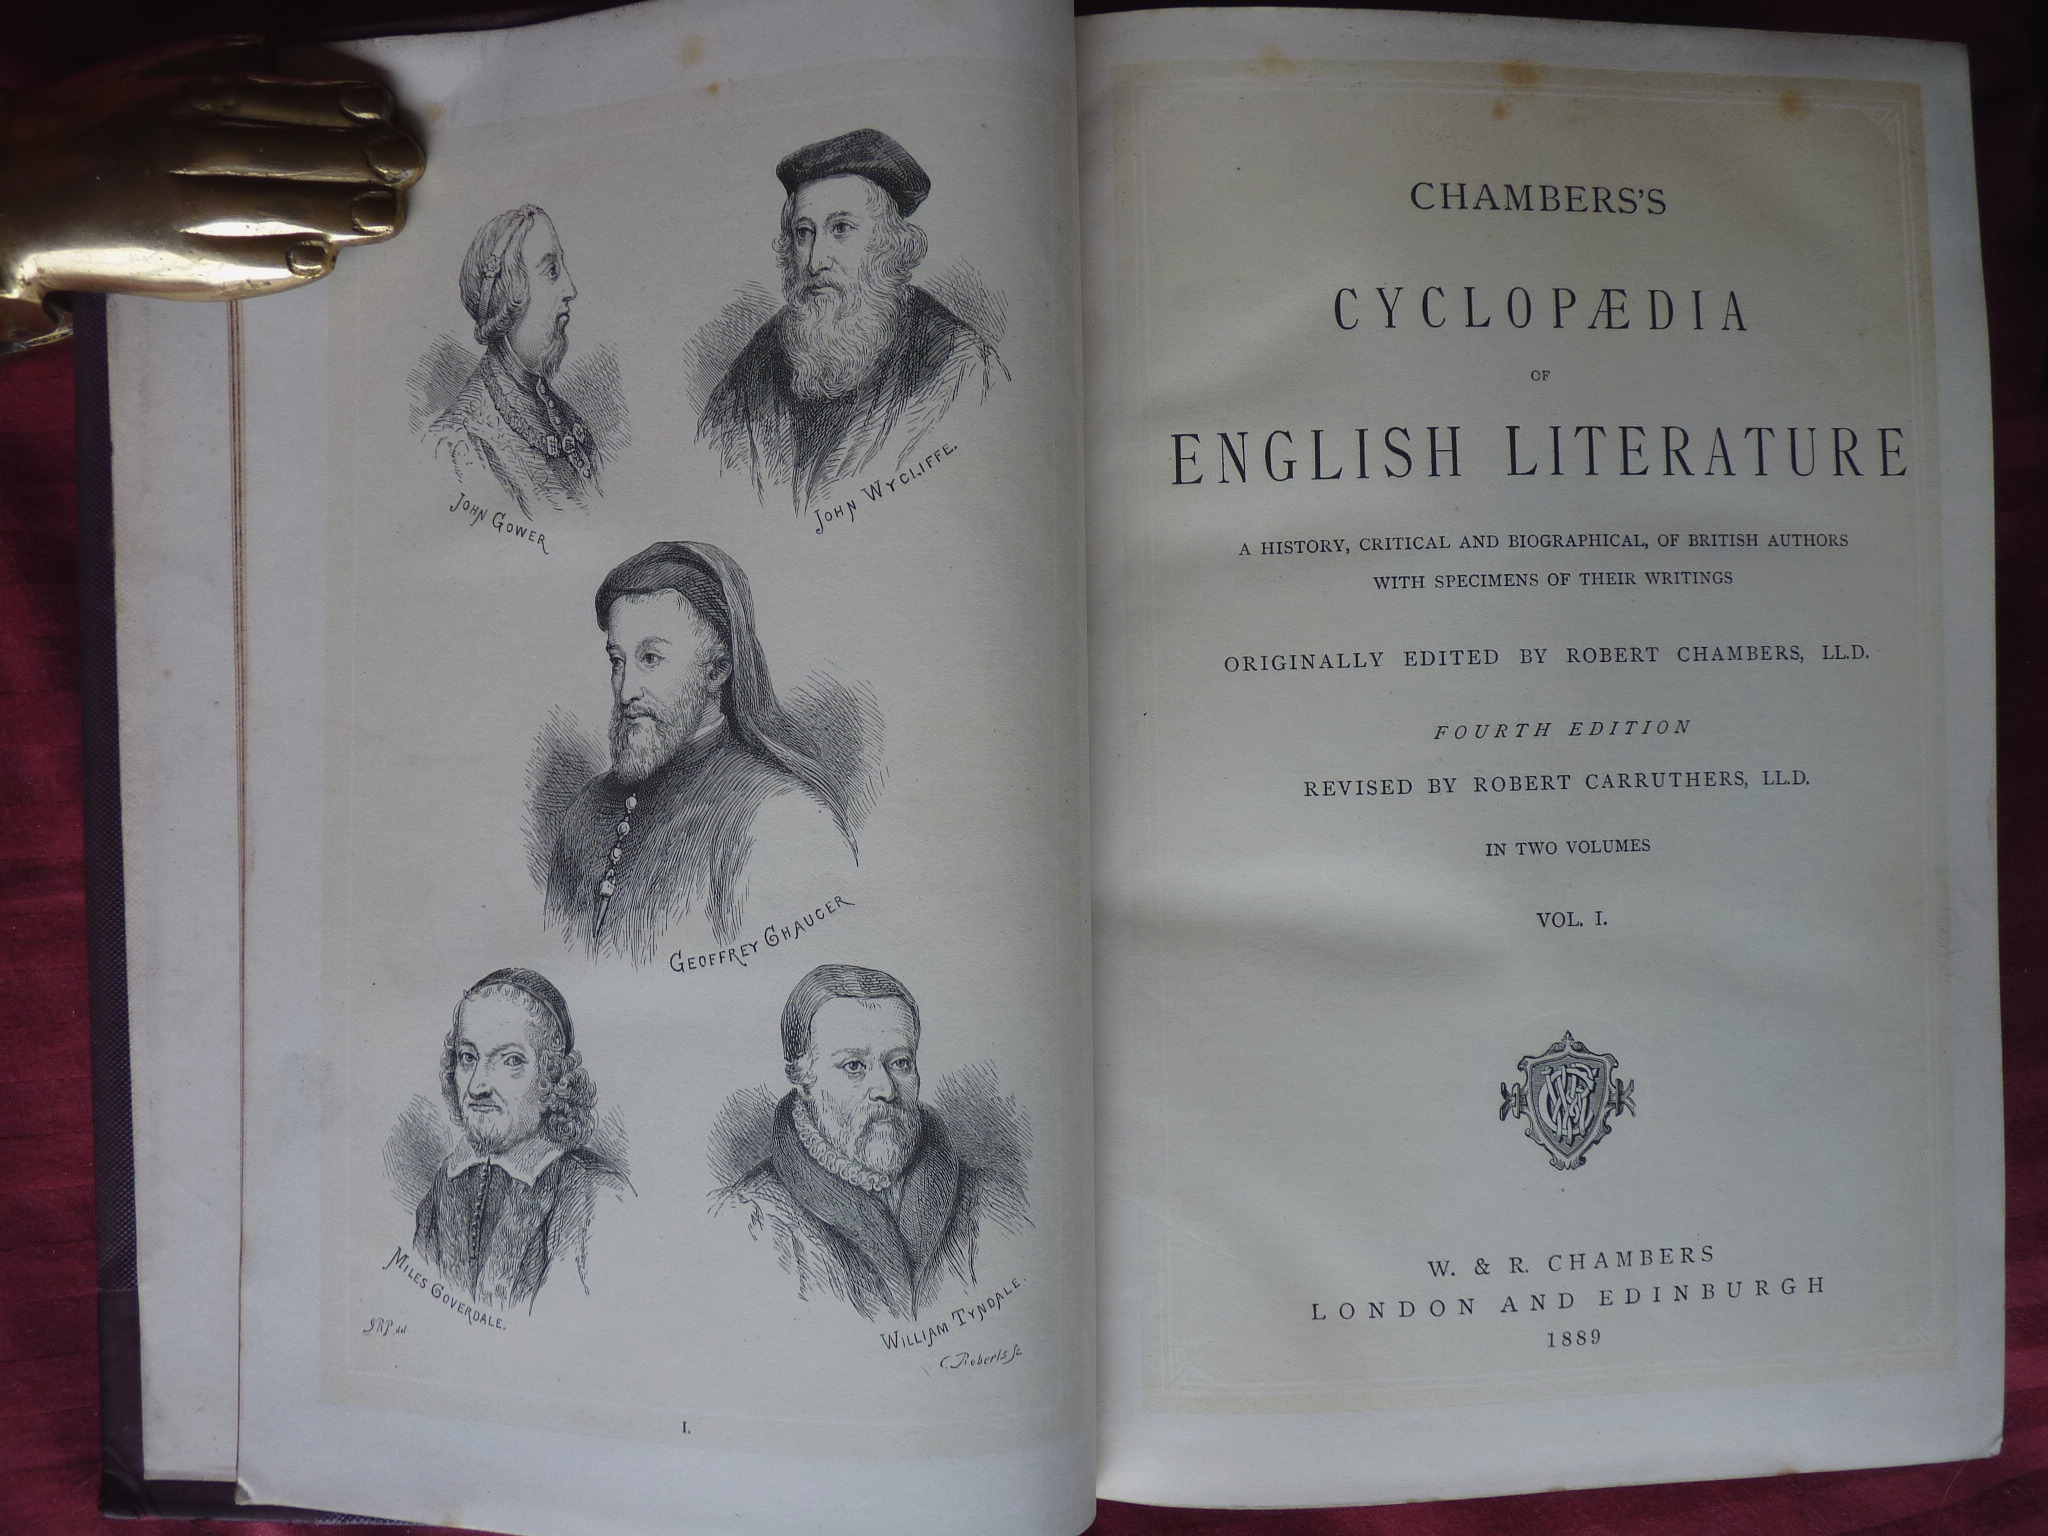 JOHN GOWER
JOHN WYCLIFFE.
GEOFFREY CHAUCER
MILES COVERDALE.
WILLIAM TYNDALE.
JRP. del
C. Roberts Sc.
I.
CHAMBERS'S
CYCLOPÆDIA
OF
ENGLISH LITERATURE
A HISTORY, CRITICAL AND BIOGRAPHICAL, OF BRITISH AUTHORS
WITH SPECIMENS OF THEIR WRITINGS
ORIGINALLY EDITED BY ROBERT CHAMBERS, LL.D.
FOURTH EDITION
REVISED BY ROBERT CARRUTHERS, LL.D.
IN TWO VOLUMES
VOL. I.
W. & R. CHAMBERS
LONDON AND EDINBURGH
1889